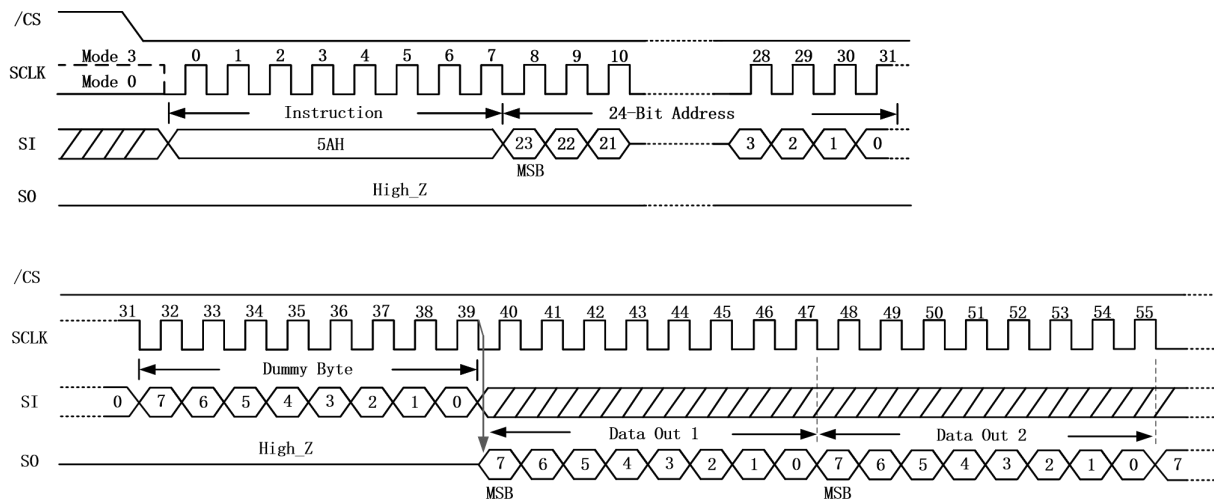 /CS
Mode 3 0 1 2 3 4 5 6 7 8 9 10 28 29 30 31
SCLK
Mode 0
Instruction 24-Bit Address
SI 5AH 23 22 21 3 2 1 0
MSB
High_Z
SO
/CS
31 32 33 34 35 36 37 38 39 40 41 42 43 44 45 46 47 48 49 50 51 52 53 54 55
SCLK
Dummy Byte
SI 0 7 6 5 4 3 2 1 0
Data Out 1 Data Out 2
High_Z
SO 7 6 5 4 3 2 1 0 7 6 5 4 3 2 1 0 7
MSB MSB